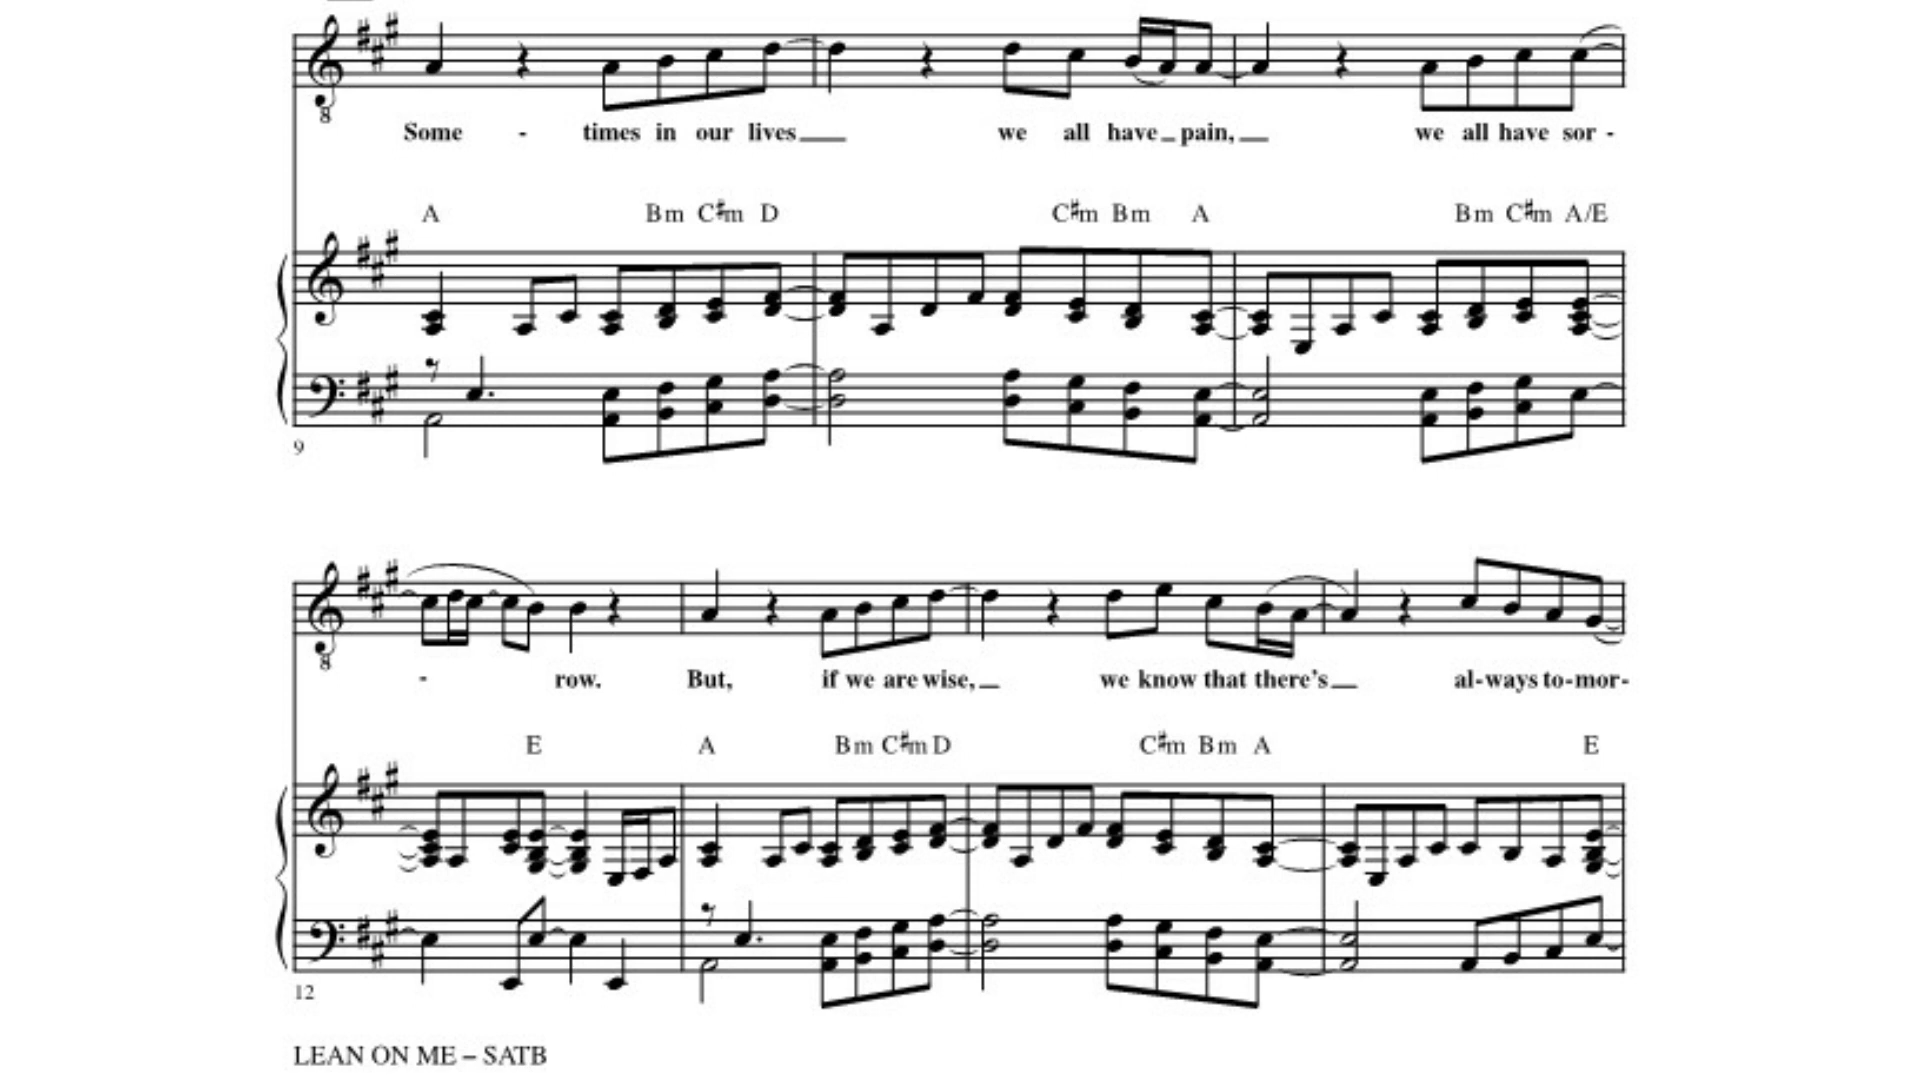 Some - times in our lives we all have pain, we all have sor -
A Bm C♯m D C♯m Bm A Bm C♯m A/E
9
- row. But, if we are wise, we know that there's al-ways to-mor-
E A Bm C♯m D C♯m Bm A E
12
LEAN ON ME – SATB